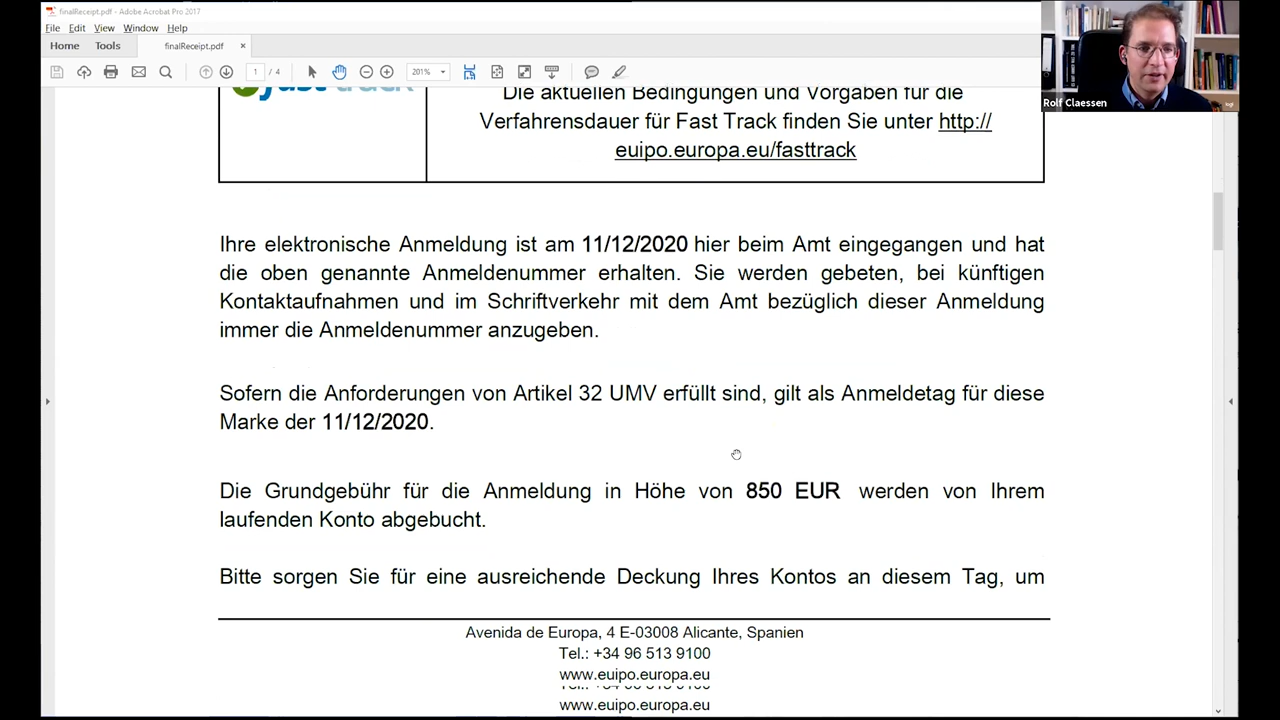 finalReceipt.pdf - Adobe Acrobat Pro 2017
File Edit View Window Help
Home Tools finalReceipt.pdf ×
1 / 4 201%
Rolf Claessen
fast track
Die aktuellen Bedingungen und Vorgaben für die
Verfahrensdauer für Fast Track finden Sie unter http://
euipo.europa.eu/fasttrack
Ihre elektronische Anmeldung ist am 11/12/2020 hier beim Amt eingegangen und hat
die oben genannte Anmeldenummer erhalten. Sie werden gebeten, bei künftigen
Kontaktaufnahmen und im Schriftverkehr mit dem Amt bezüglich dieser Anmeldung
immer die Anmeldenummer anzugeben.
Sofern die Anforderungen von Artikel 32 UMV erfüllt sind, gilt als Anmeldetag für diese
Marke der 11/12/2020.
Die Grundgebühr für die Anmeldung in Höhe von 850 EUR werden von Ihrem
laufenden Konto abgebucht.
Bitte sorgen Sie für eine ausreichende Deckung Ihres Kontos an diesem Tag, um
Avenida de Europa, 4 E-03008 Alicante, Spanien
Tel.: +34 96 513 9100
www.euipo.europa.eu
Tel.: +34 96 513 9100
www.euipo.europa.eu